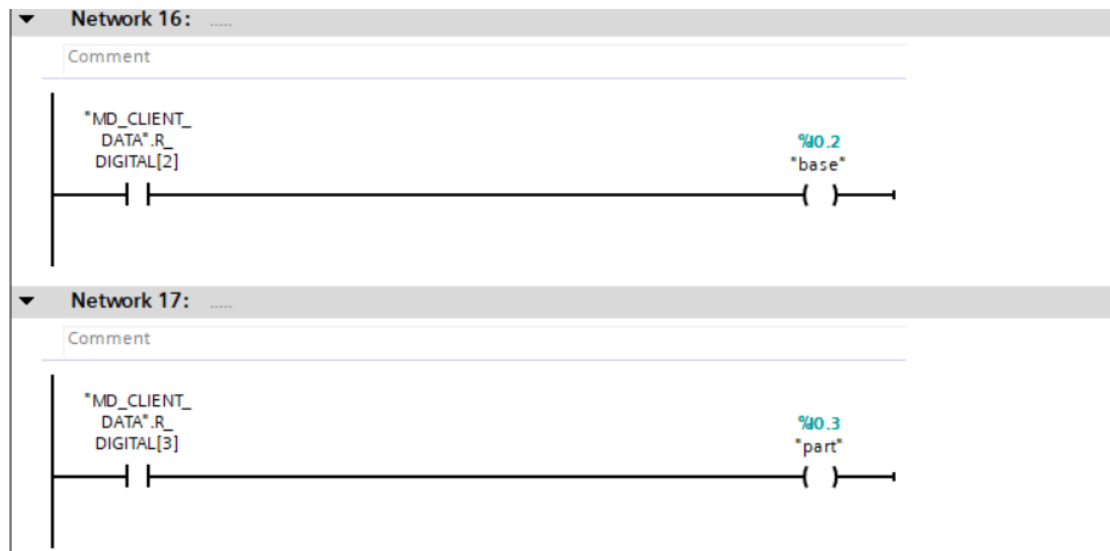 Network 16: .....
Comment
"MD_CLIENT_
DATA".R_
DIGITAL[2]
%I0.2
"base"
Network 17: .....
Comment
"MD_CLIENT_
DATA".R_
DIGITAL[3]
%I0.3
"part"